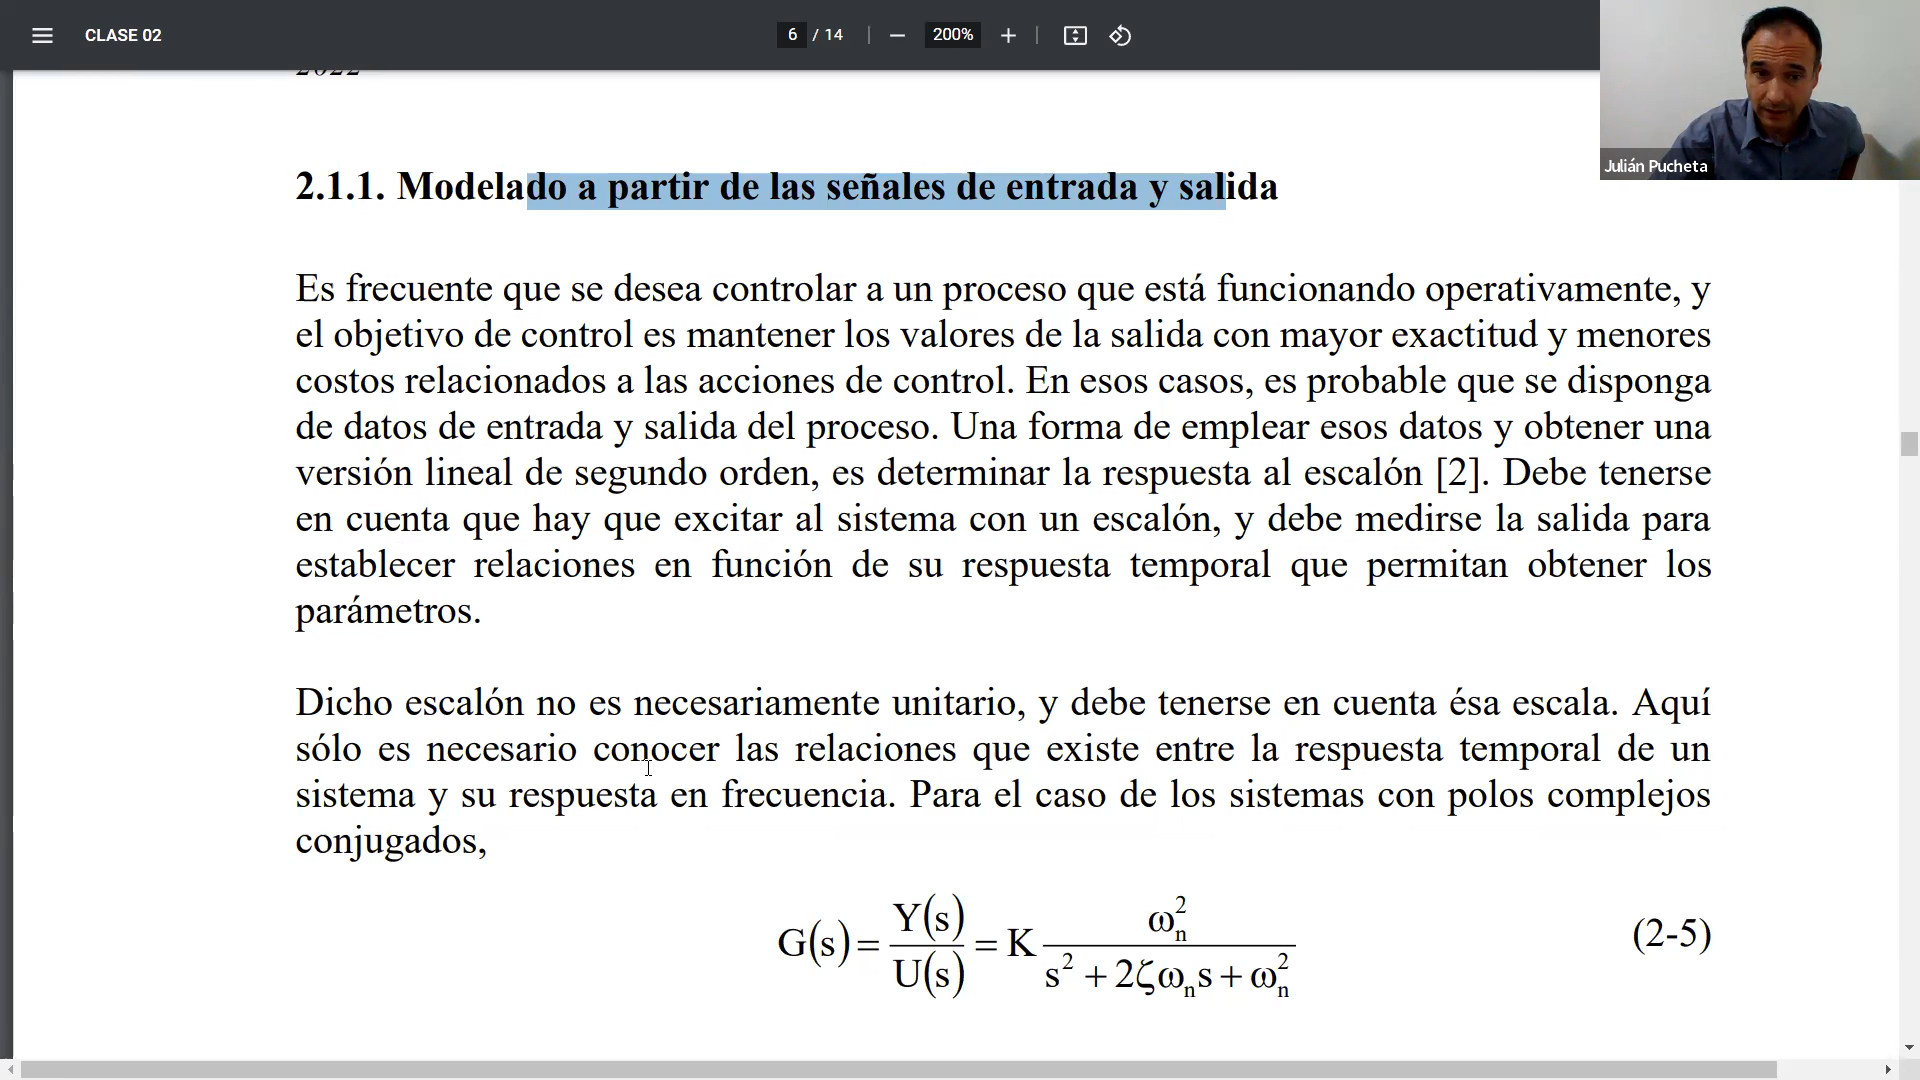 CLASE 02
6 / 14
200%
2022
Julián Pucheta
2.1.1. Modelado a partir de las señales de entrada y salida
Es frecuente que se desea controlar a un proceso que está funcionando operativamente, y
el objetivo de control es mantener los valores de la salida con mayor exactitud y menores
costos relacionados a las acciones de control. En esos casos, es probable que se disponga
de datos de entrada y salida del proceso. Una forma de emplear esos datos y obtener una
versión lineal de segundo orden, es determinar la respuesta al escalón [2]. Debe tenerse
en cuenta que hay que excitar al sistema con un escalón, y debe medirse la salida para
establecer relaciones en función de su respuesta temporal que permitan obtener los
parámetros.
Dicho escalón no es necesariamente unitario, y debe tenerse en cuenta ésa escala. Aquí
sólo es necesario conocer las relaciones que existe entre la respuesta temporal de un
sistema y su respuesta en frecuencia. Para el caso de los sistemas con polos complejos
conjugados,
G(s) = Y(s)/U(s) = K ω_n^2/(s^2 + 2ζω_n s + ω_n^2) (2-5)